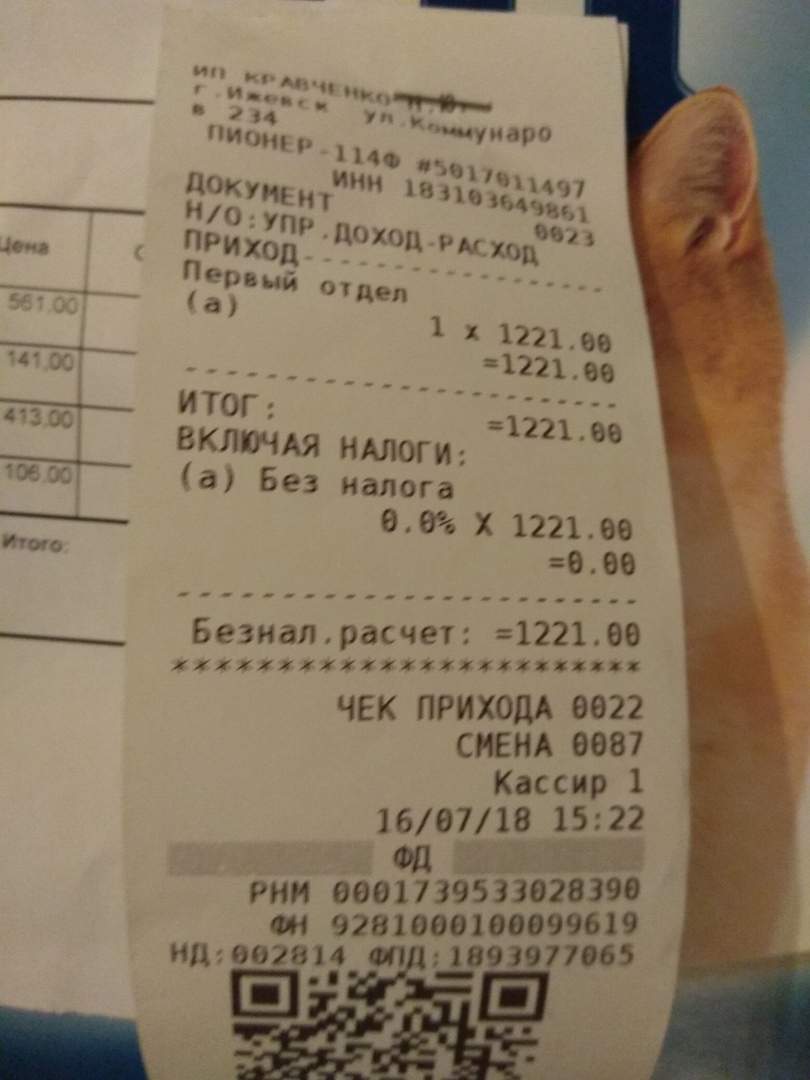 ИП КРАВЧЕНКО
г.Ижевск ул.Коммунаро
в 234
ПИОНЕР-114Ф #5017011497
ИНН 183103649861
ДОКУМЕНТ 0023
Н/О:УПР.ДОХОД-РАСХОД
ПРИХОД
Первый отдел
(а)
1 x 1221.00
=1221.00
ИТОГ: =1221.00
ВКЛЮЧАЯ НАЛОГИ:
(а) Без налога
0.0% X 1221.00
=0.00
Безнал.расчет: =1221.00
**************************
ЧЕК ПРИХОДА 0022
СМЕНА 0087
Кассир 1
16/07/18 15:22
ФД
РНМ 0001739533028390
ФН 9281000100099619
НД:002814 ФПД:1893977065
Цена
561,00
141,00
413,00
106,00
Итого: